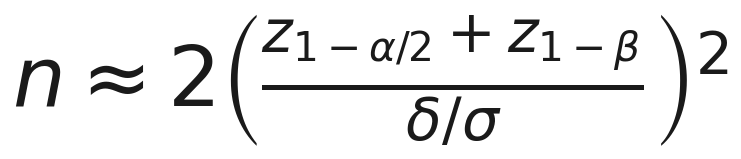 n ≈ 2((z_{1 − α/2} + z_{1 − β})/(δ/σ))^2